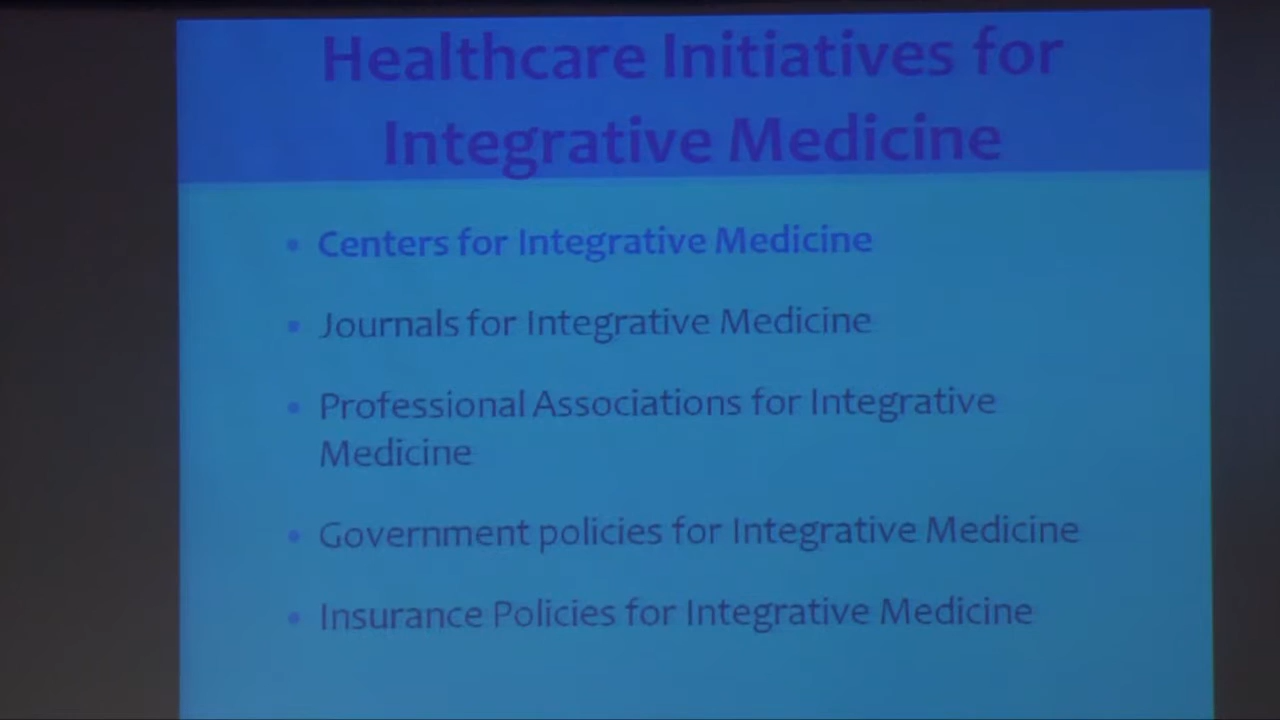 Healthcare Initiatives for
Integrative Medicine
• Centers for Integrative Medicine
• Journals for Integrative Medicine
• Professional Associations for Integrative
Medicine
• Government policies for Integrative Medicine
• Insurance Policies for Integrative Medicine